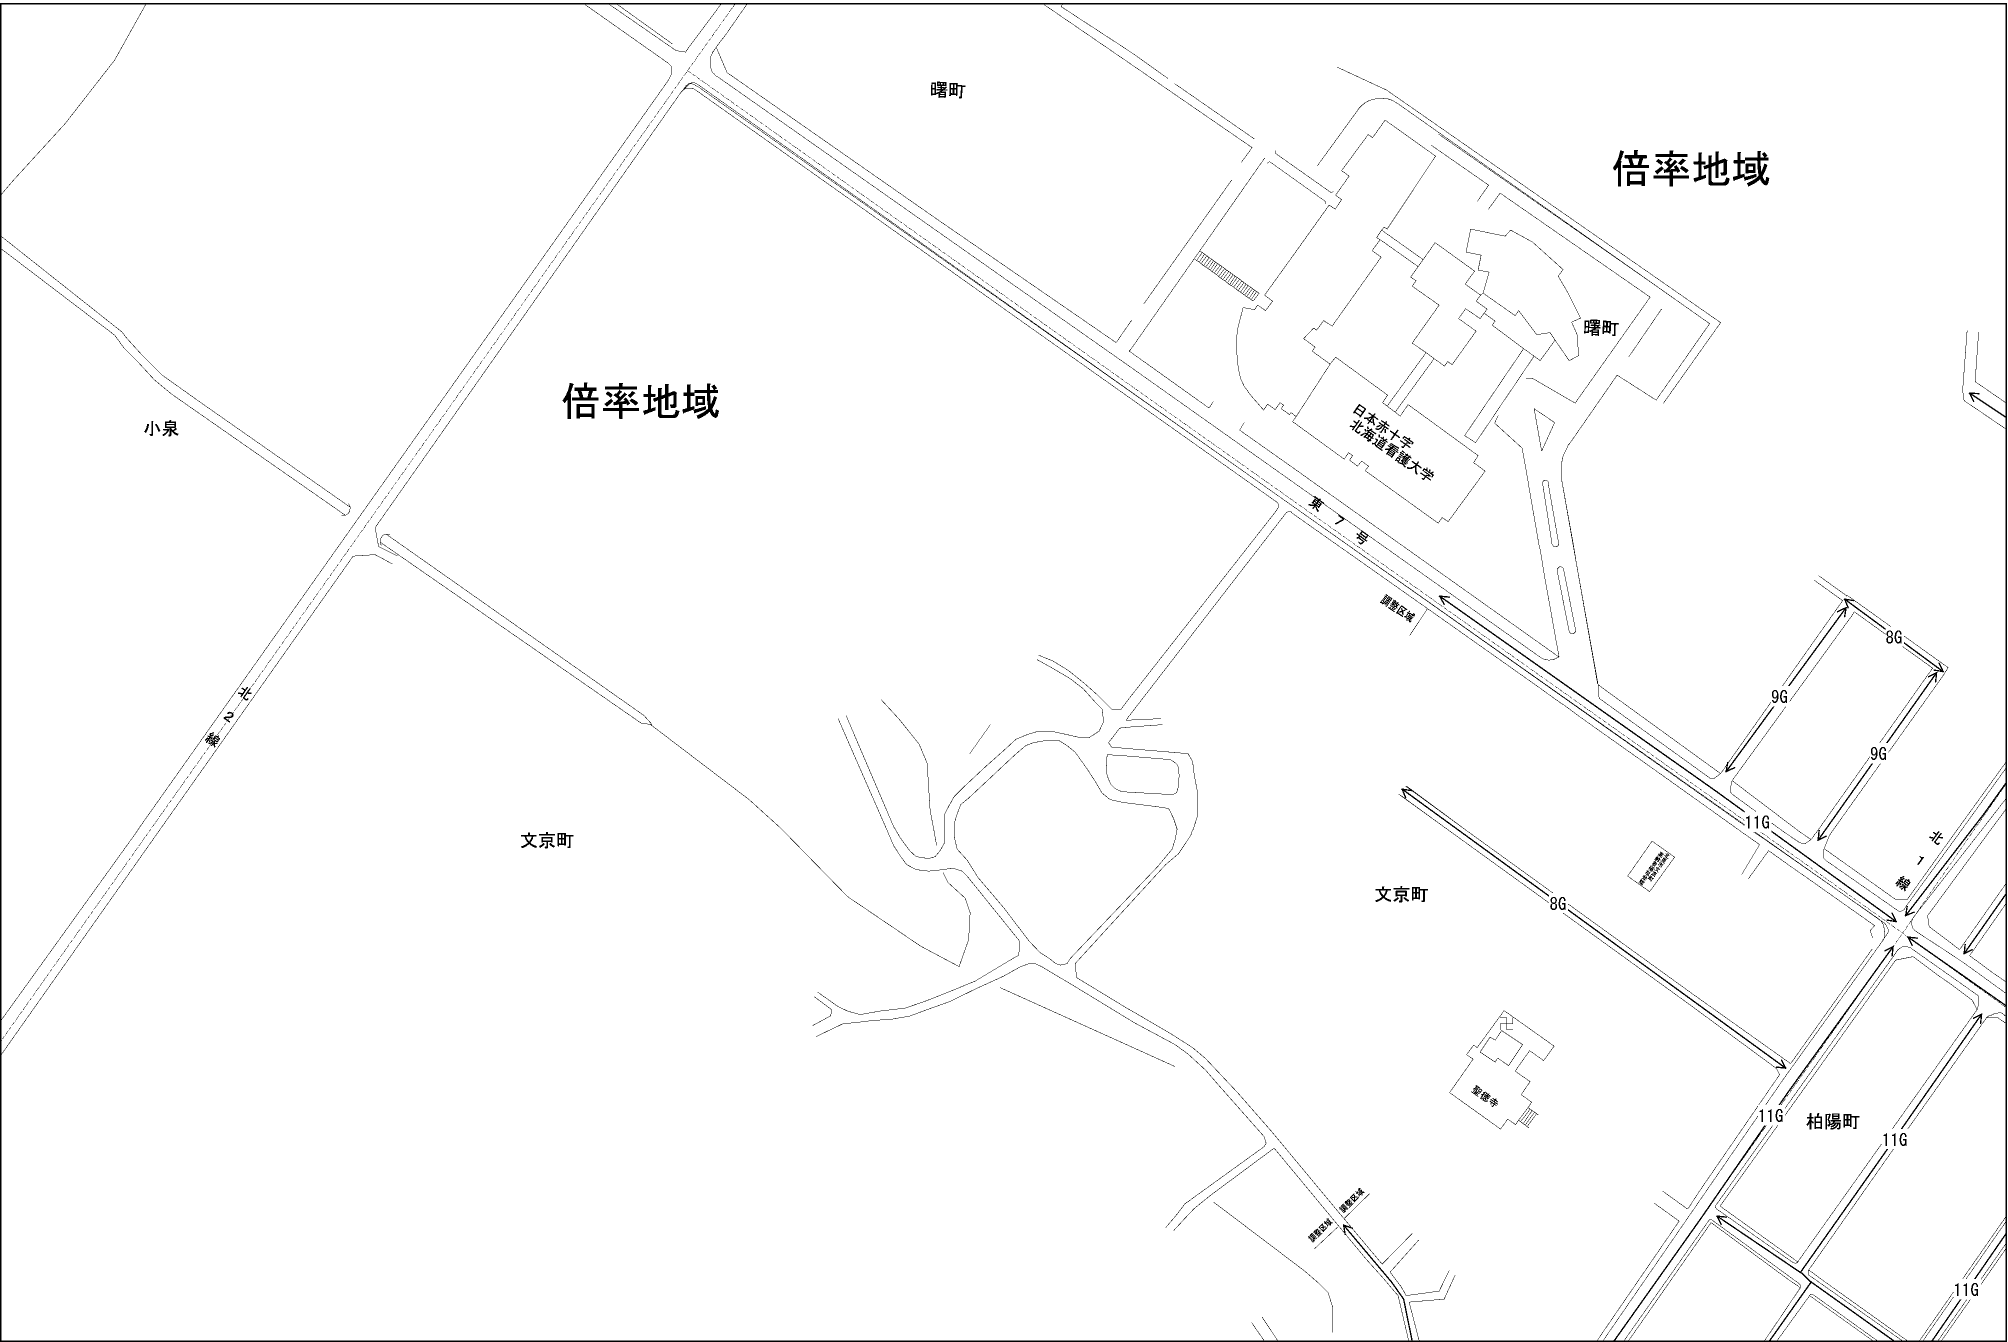 曙町
倍率地域
曙町
倍率地域
小泉
日本赤十字
北海道看護大学
東7号
調整区域
8G
9G
北2線
9G
11G
北1線
文京町
文京町
8G
聖徳寺
11G
柏陽町
11G
調整区域
調整区域
11G